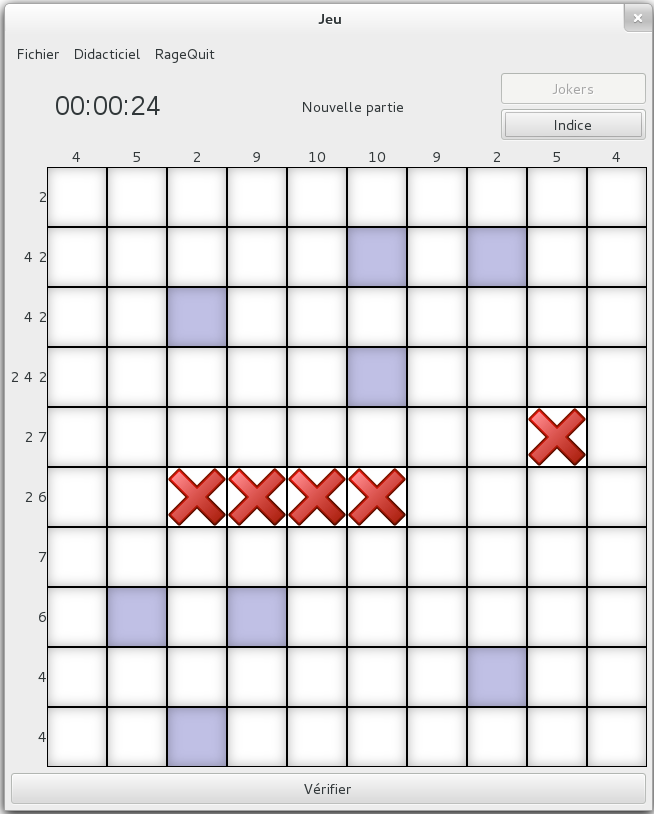 Jeu
Fichier Didacticiel RageQuit
00:00:24
Nouvelle partie
Jokers
Indice
4 5 2 9 10 10 9 2 5 4
2
4 2
4 2
2 4 2
2 7
2 6
7
6
4
4
Vérifier